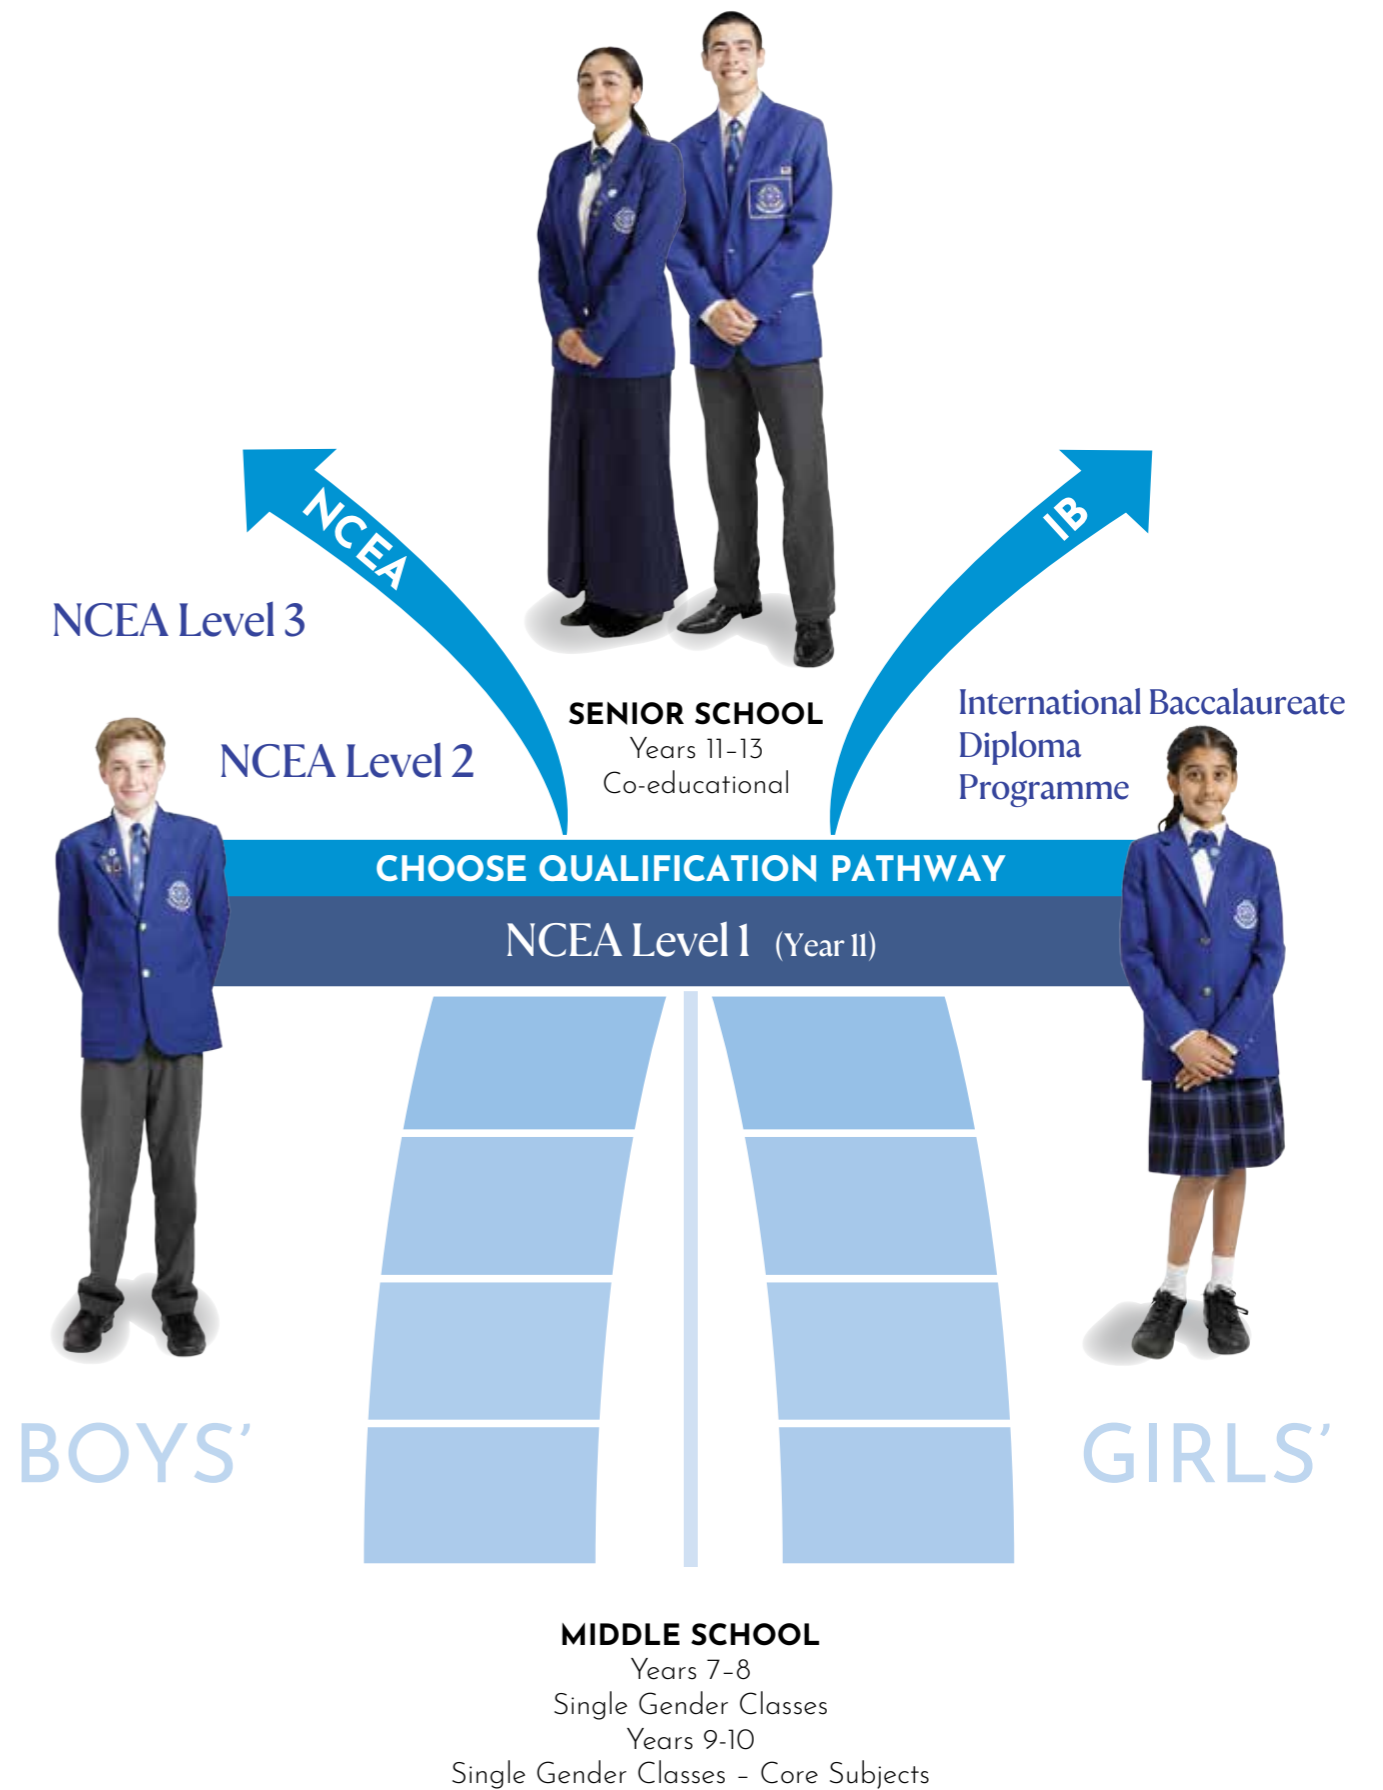 NCEA
IB
NCEA Level 3
SENIOR SCHOOL
Years 11–13
Co-educational
International Baccalaureate
Diploma
Programme
NCEA Level 2
CHOOSE QUALIFICATION PATHWAY
NCEA Level 1 (Year 11)
BOYS’
GIRLS’
MIDDLE SCHOOL
Years 7–8
Single Gender Classes
Years 9-10
Single Gender Classes – Core Subjects